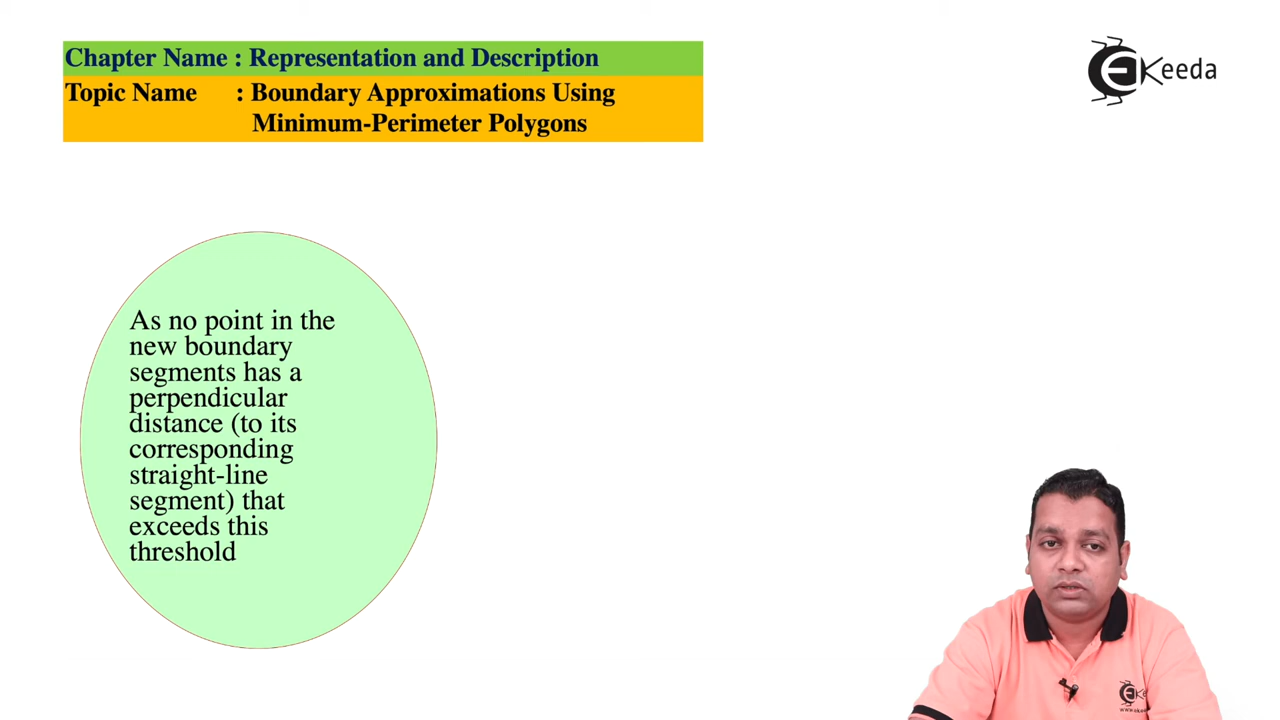 Chapter Name : Representation and Description
Topic Name : Boundary Approximations Using
Minimum-Perimeter Polygons
EKeeda
As no point in the
new boundary
segments has a
perpendicular
distance (to its
corresponding
straight-line
segment) that
exceeds this
threshold